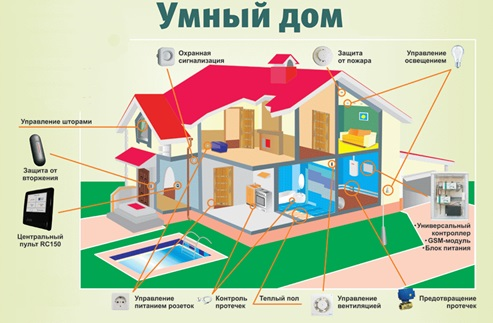 Умный дом
Охранная
сигнализация
Защита
от пожара
Управление
освещением
Управление шторами
Защита от
вторжения
Центральный
пульт RC150
•Универсальный
контроллер
• GSM-модуль
• Блок питания
Управление
питанием розеток
Контроль
протечек
Теплый пол
Управление
вентиляцией
Предотвращение
протечек